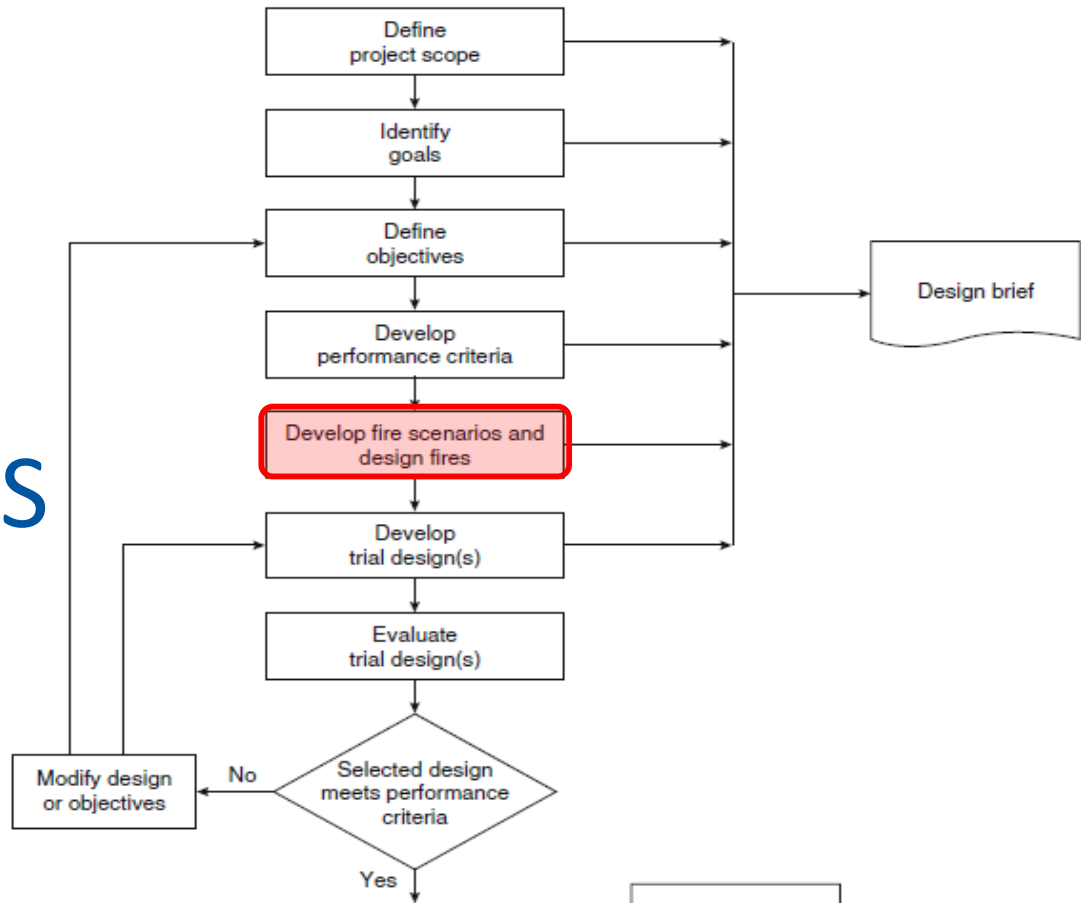 Define
project scope
Identify
goals
Define
objectives
Design brief
Develop
performance criteria
Develop fire scenarios and
design fires
S
Develop
trial design(s)
Evaluate
trial design(s)
Modify design
or objectives
No
Selected design
meets performance
criteria
Yes